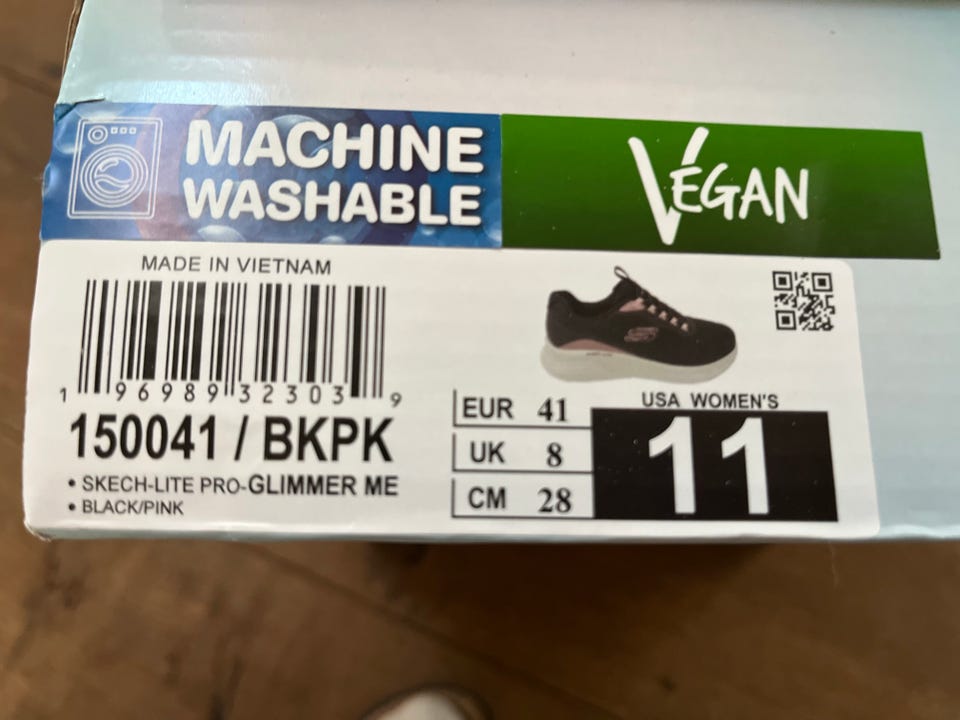 MACHINE
WASHABLE
VEGAN
MADE IN VIETNAM
1 96989 32303 9
150041 / BKPK
• SKECH-LITE PRO-GLIMMER ME
• BLACK/PINK
EUR 41
UK 8
CM 28
USA WOMEN'S
11